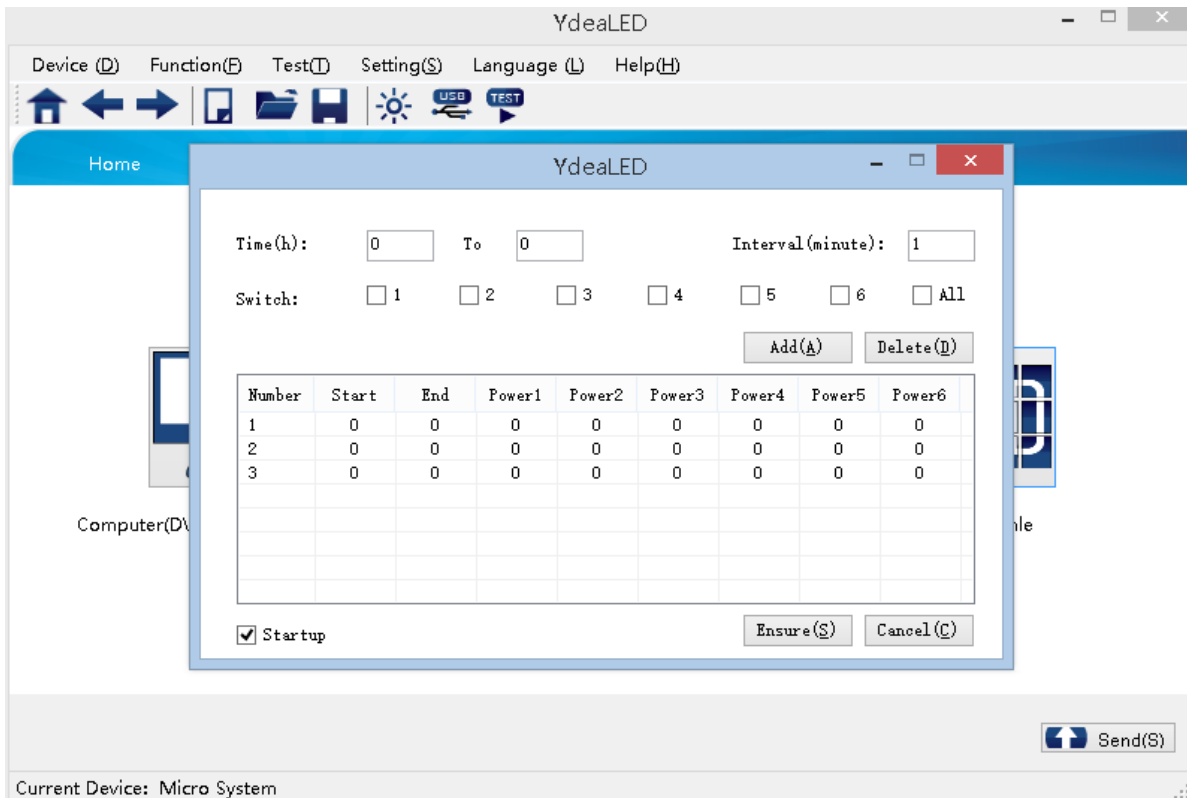 YdeaLED
Device (D) Function(F) Test(T) Setting(S) Language (L) Help(H)
USB TEST
Home
YdeaLED
Time(h): 0 To 0 Interval(minute): 1
Switch: 1 2 3 4 5 6 All
Add(A) Delete(D)
Number Start End Power1 Power2 Power3 Power4 Power5 Power6
1 0 0 0 0 0 0 0 0
2 0 0 0 0 0 0 0 0
3 0 0 0 0 0 0 0 0
Computer(D\
Startup Ensure(S) Cancel(C)
Send(S)
Current Device: Micro System